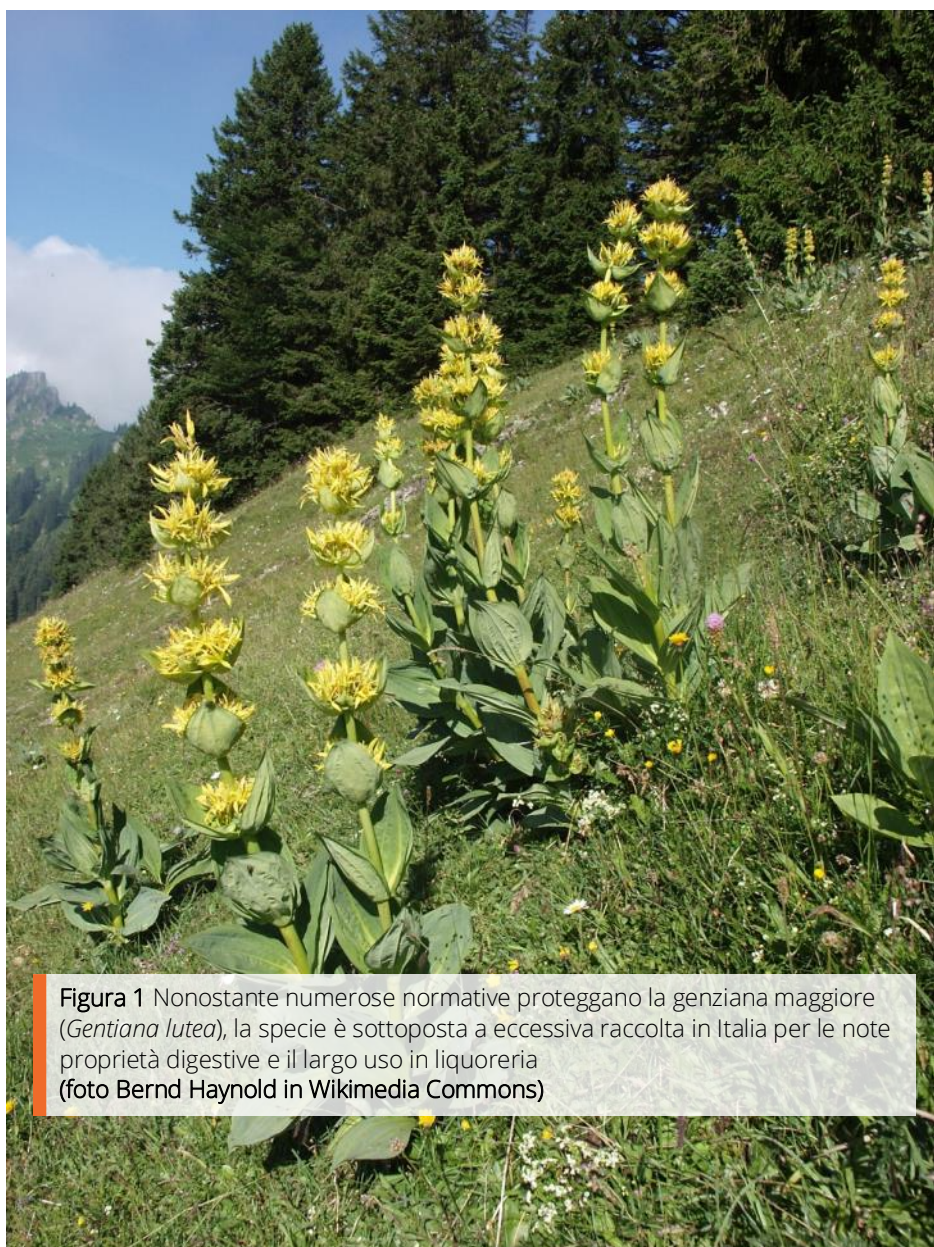 Figura 1 Nonostante numerose normative proteggano la genziana maggiore
(Gentiana lutea), la specie è sottoposta a eccessiva raccolta in Italia per le note
proprietà digestive e il largo uso in liquoreria
(foto Bernd Haynold in Wikimedia Commons)